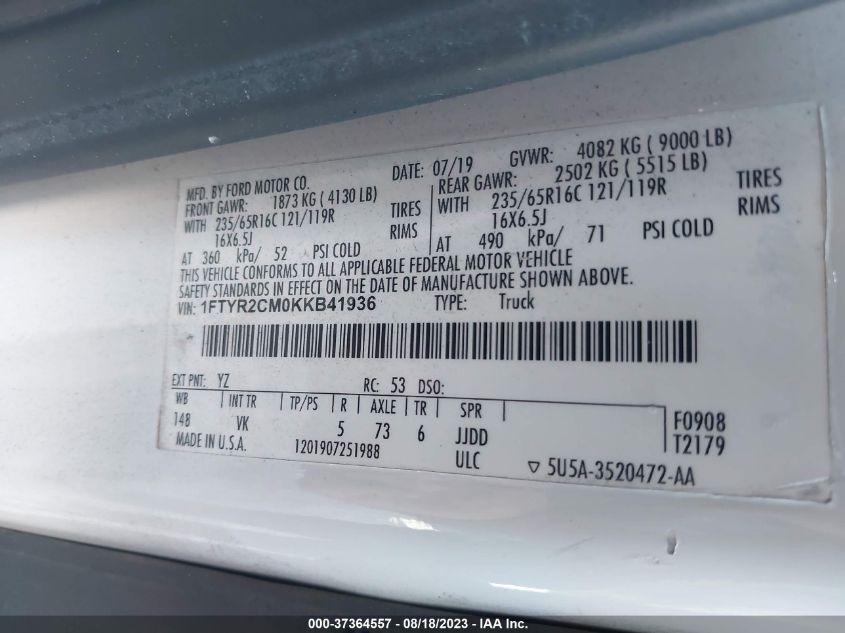 MFD. BY FORD MOTOR CO. DATE: 07/19 GVWR: 4082 KG ( 9000 LB)
FRONT GAWR: 1873 KG ( 4130 LB) REAR GAWR: 2502 KG ( 5515 LB)
WITH 235/65R16C 121/119R TIRES WITH 235/65R16C 121/119R TIRES
16X6.5J RIMS 16X6.5J RIMS
AT 360 kPa/ 52 PSI COLD AT 490 kPa/ 71 PSI COLD
THIS VEHICLE CONFORMS TO ALL APPLICABLE FEDERAL MOTOR VEHICLE
SAFETY STANDARDS IN EFFECT ON THE DATE OF MANUFACTURE SHOWN ABOVE.
VIN: 1FTYR2CM0KKB41936 TYPE: Truck
EXT PNT: YZ RC: 53 DSO:
WB INT TR TP/PS R AXLE TR SPR
148 VK 5 73 6 JJDD F0908
MADE IN U.S.A. 1201907251988 ULC T2179
▽ 5U5A-3520472-AA
000-37364557 - 08/18/2023 - IAA Inc.